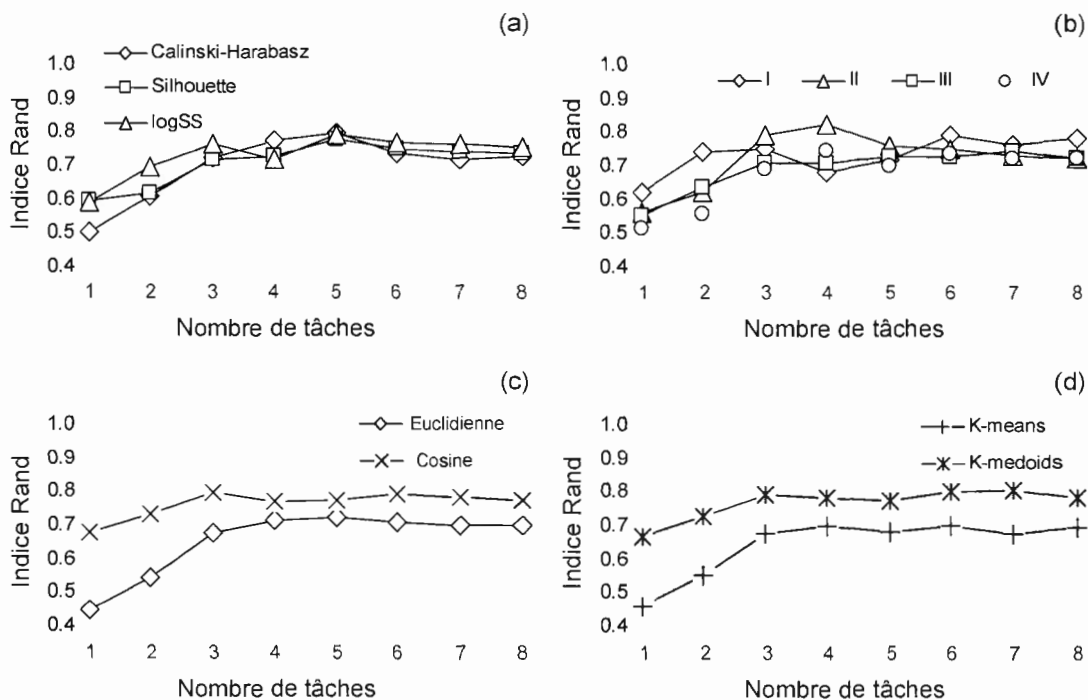 (a)
Calinski-Harabasz
Silhouette
logSS
Indice Rand
1.0
0.9
0.8
0.7
0.6
0.5
0.4
1 2 3 4 5 6 7 8
Nombre de tâches
(b)
I II III IV
Indice Rand
1.0
0.9
0.8
0.7
0.6
0.5
0.4
1 2 3 4 5 6 7 8
Nombre de tâches
(c)
Euclidienne
Cosine
Indice Rand
1.0
0.9
0.8
0.7
0.6
0.5
0.4
1 2 3 4 5 6 7 8
Nombre de tâches
(d)
K-means
K-medoids
Indice Rand
1.0
0.9
0.8
0.7
0.6
0.5
0.4
1 2 3 4 5 6 7 8
Nombre de tâches